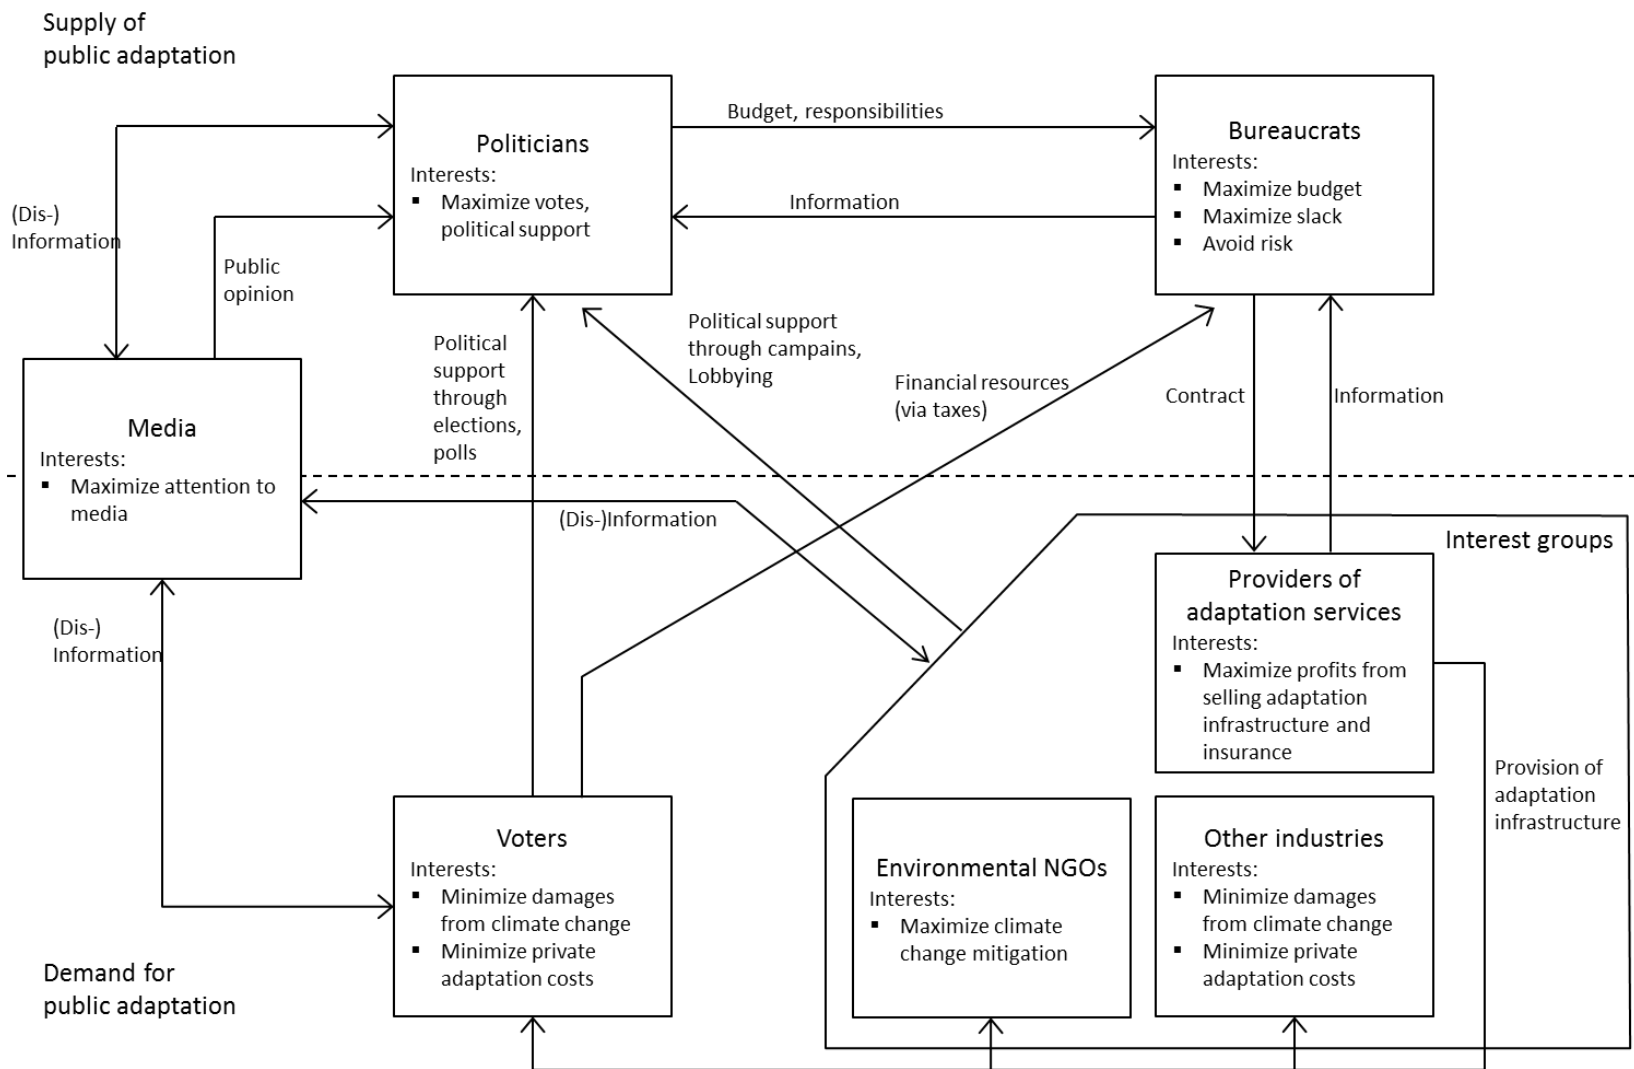 Supply of
public adaptation
Politicians
Interests:
▪ Maximize votes,
political support
Budget, responsibilities
Information
Bureaucrats
Interests:
▪ Maximize budget
▪ Maximize slack
▪ Avoid risk
(Dis-)
Information
Public
opinion
Political
support
through
elections,
polls
Political support
through campains,
Lobbying
Financial resources
(via taxes)
Contract
Information
Media
Interests:
▪ Maximize attention to
media
(Dis-)Information
Interest groups
Providers of
adaptation services
Interests:
▪ Maximize profits from
selling adaptation
infrastructure and
insurance
(Dis-)
Information
Provision of
adaptation
infrastructure
Voters
Interests:
▪ Minimize damages
from climate change
▪ Minimize private
adaptation costs
Environmental NGOs
Interests:
▪ Maximize climate
change mitigation
Other industries
Interests:
▪ Minimize damages
from climate change
▪ Minimize private
adaptation costs
Demand for
public adaptation